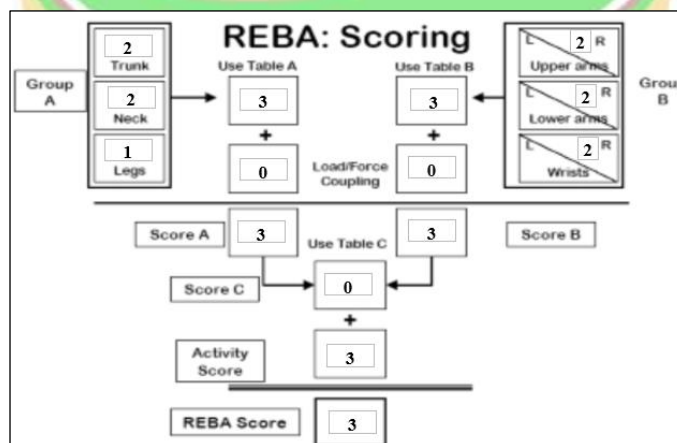 REBA: Scoring
Group A
2
Trunk
2
Neck
1
Legs
Use Table A
3
+
0
Load/Force
Coupling
Use Table B
3
+
0
L 2 R
Upper arms
L 2 R
Lower arms
L 2 R
Wrists
Group B
Score A
3
Use Table C
3
Score B
Score C
0
+
Activity Score
3
REBA Score
3